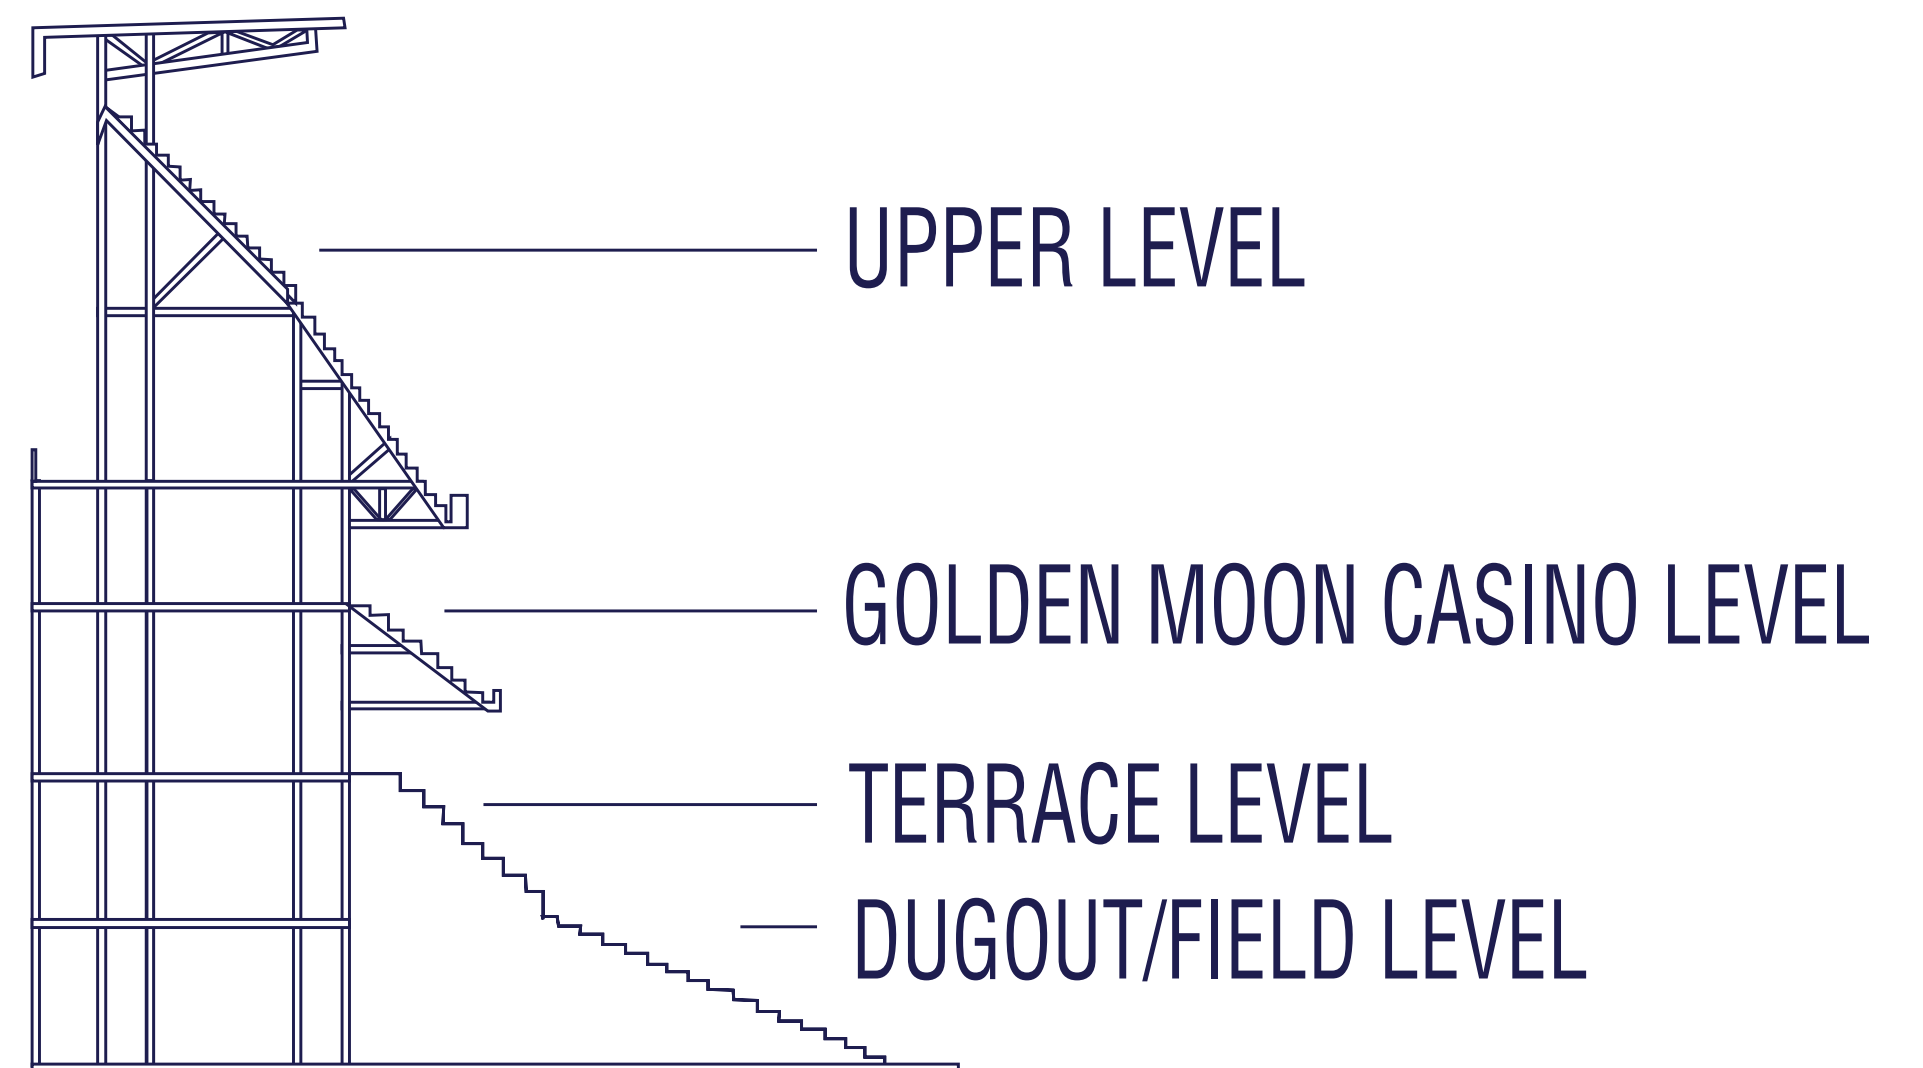 UPPER LEVEL
GOLDEN MOON CASINO LEVEL
TERRACE LEVEL
DUGOUT/FIELD LEVEL